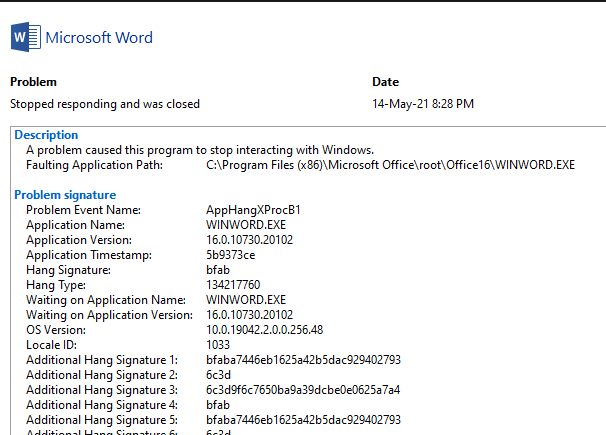 Microsoft Word
Problem Date
Stopped responding and was closed 14-May-21 8:28 PM
Description
A problem caused this program to stop interacting with Windows.
Faulting Application Path: C:\Program Files (x86)\Microsoft Office\root\Office16\WINWORD.EXE
Problem signature
Problem Event Name: AppHangXProcB1
Application Name: WINWORD.EXE
Application Version: 16.0.10730.20102
Application Timestamp: 5b9373ce
Hang Signature: bfab
Hang Type: 134217760
Waiting on Application Name: WINWORD.EXE
Waiting on Application Version: 16.0.10730.20102
OS Version: 10.0.19042.2.0.0.256.48
Locale ID: 1033
Additional Hang Signature 1: bfaba7446eb1625a42b5dac929402793
Additional Hang Signature 2: 6c3d
Additional Hang Signature 3: 6c3d9f6c7650ba9a39dcbe0e0625a7a4
Additional Hang Signature 4: bfab
Additional Hang Signature 5: bfaba7446eb1625a42b5dac929402793
Additional Hang Signature 6: 6c3d